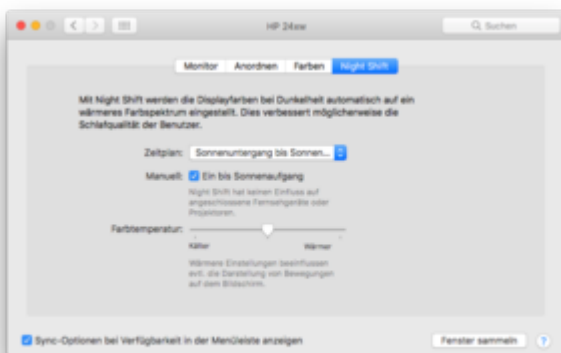 HP 24xw
Suchen
Monitor Anordnen Farben Night Shift
Mit Night Shift werden die Displayfarben bei Dunkelheit automatisch auf ein
wärmeres Farbspektrum eingestellt. Dies verbessert möglicherweise die
Schlafqualität der Benutzer.
Zeitplan: Sonnenuntergang bis Sonnen...
Manuell: Ein bis Sonnenaufgang
Night Shift hat keinen Einfluss auf
angeschlossene Fernsehgeräte oder
Projektoren.
Farbtemperatur:
Kälter Wärmer
Wärmere Einstellungen beeinflussen
evtl. die Darstellung von Bewegungen
auf dem Bildschirm.
Sync-Optionen bei Verfügbarkeit in der Menüleiste anzeigen Fenster sammeln ?